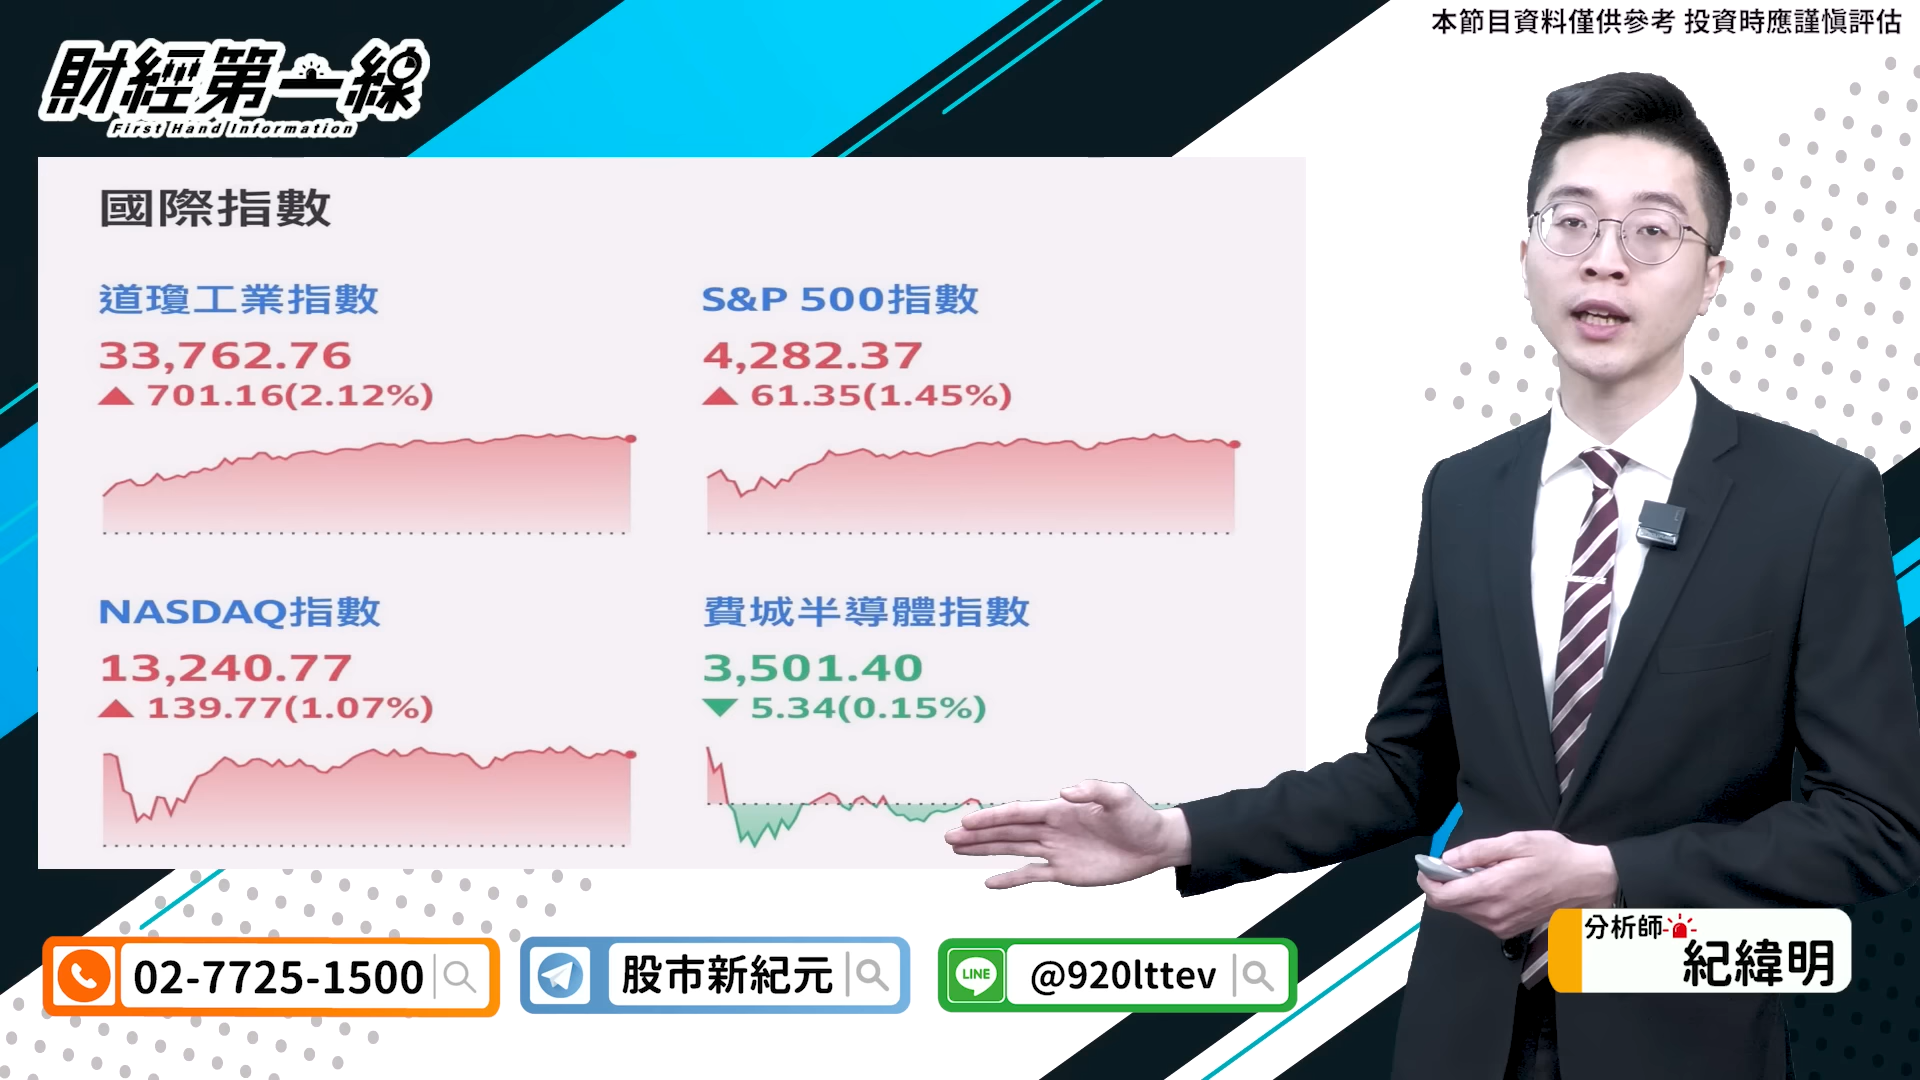 本節目資料僅供參考 投資時應謹慎評估
財經第一線
First Hand Information
國際指數
道瓊工業指數
33,762.76
▲ 701.16(2.12%)
S&P 500指數
4,282.37
▲ 61.35(1.45%)
NASDAQ指數
13,240.77
▲ 139.77(1.07%)
費城半導體指數
3,501.40
▼ 5.34(0.15%)
02-7725-1500
股市新紀元
LINE
@920lttev
分析師
紀緯明